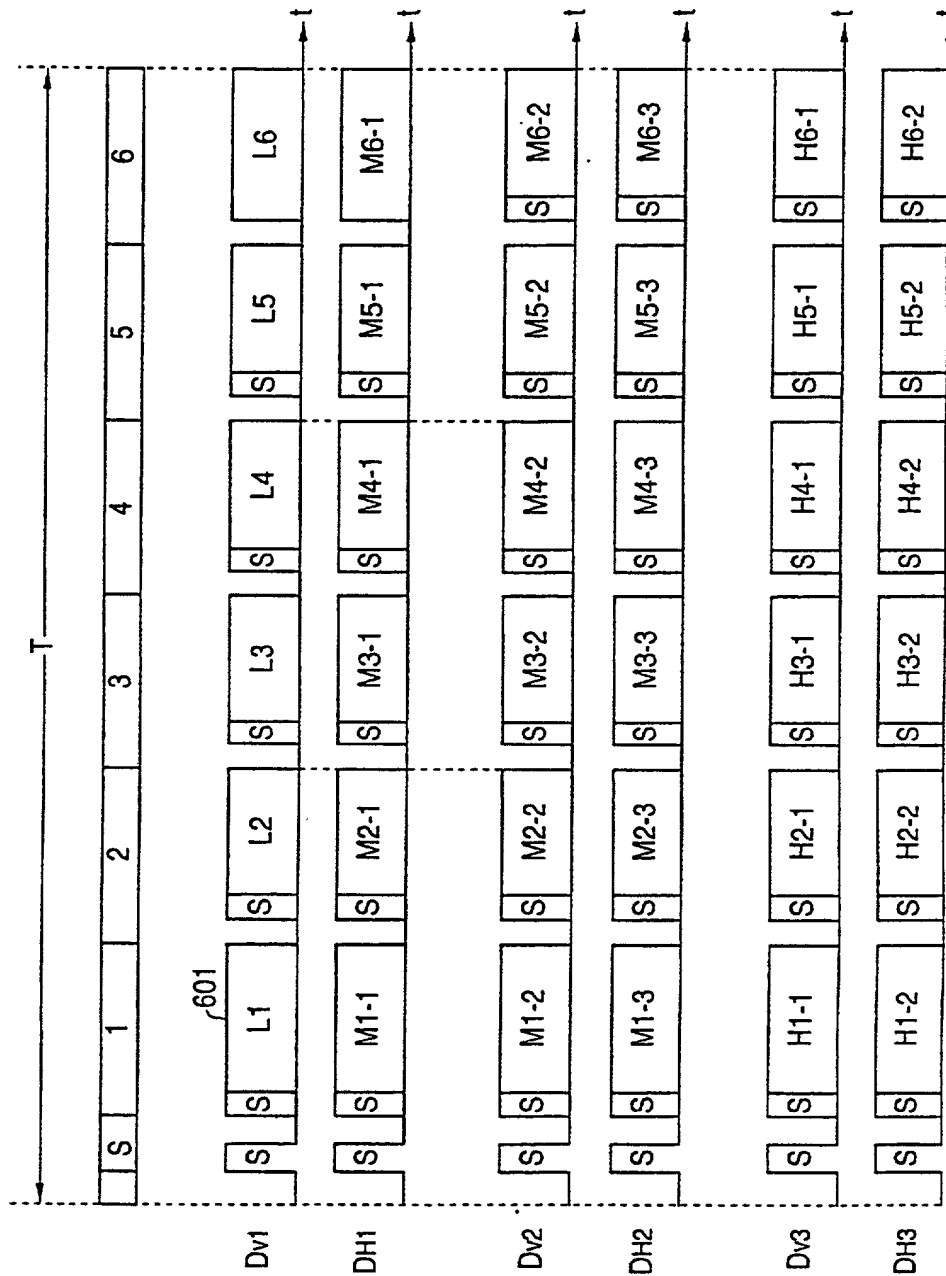 T
S 1 2 3 4 5 6
601
Dv1 S S L1 S L2 S L3 S L4 S L5 L6 t
DH1 S S M1-1 S M2-1 S M3-1 S M4-1 S M5-1 M6-1 t
Dv2 S S M1-2 S M2-2 S M3-2 S M4-2 S M5-2 S M6-2 t
DH2 S S M1-3 S M2-3 S M3-3 S M4-3 S M5-3 S M6-3 t
Dv3 S S H1-1 S H2-1 S H3-1 S H4-1 S H5-1 S H6-1 t
DH3 S S H1-2 S H2-2 S H3-2 S H4-2 S H5-2 S H6-2 t